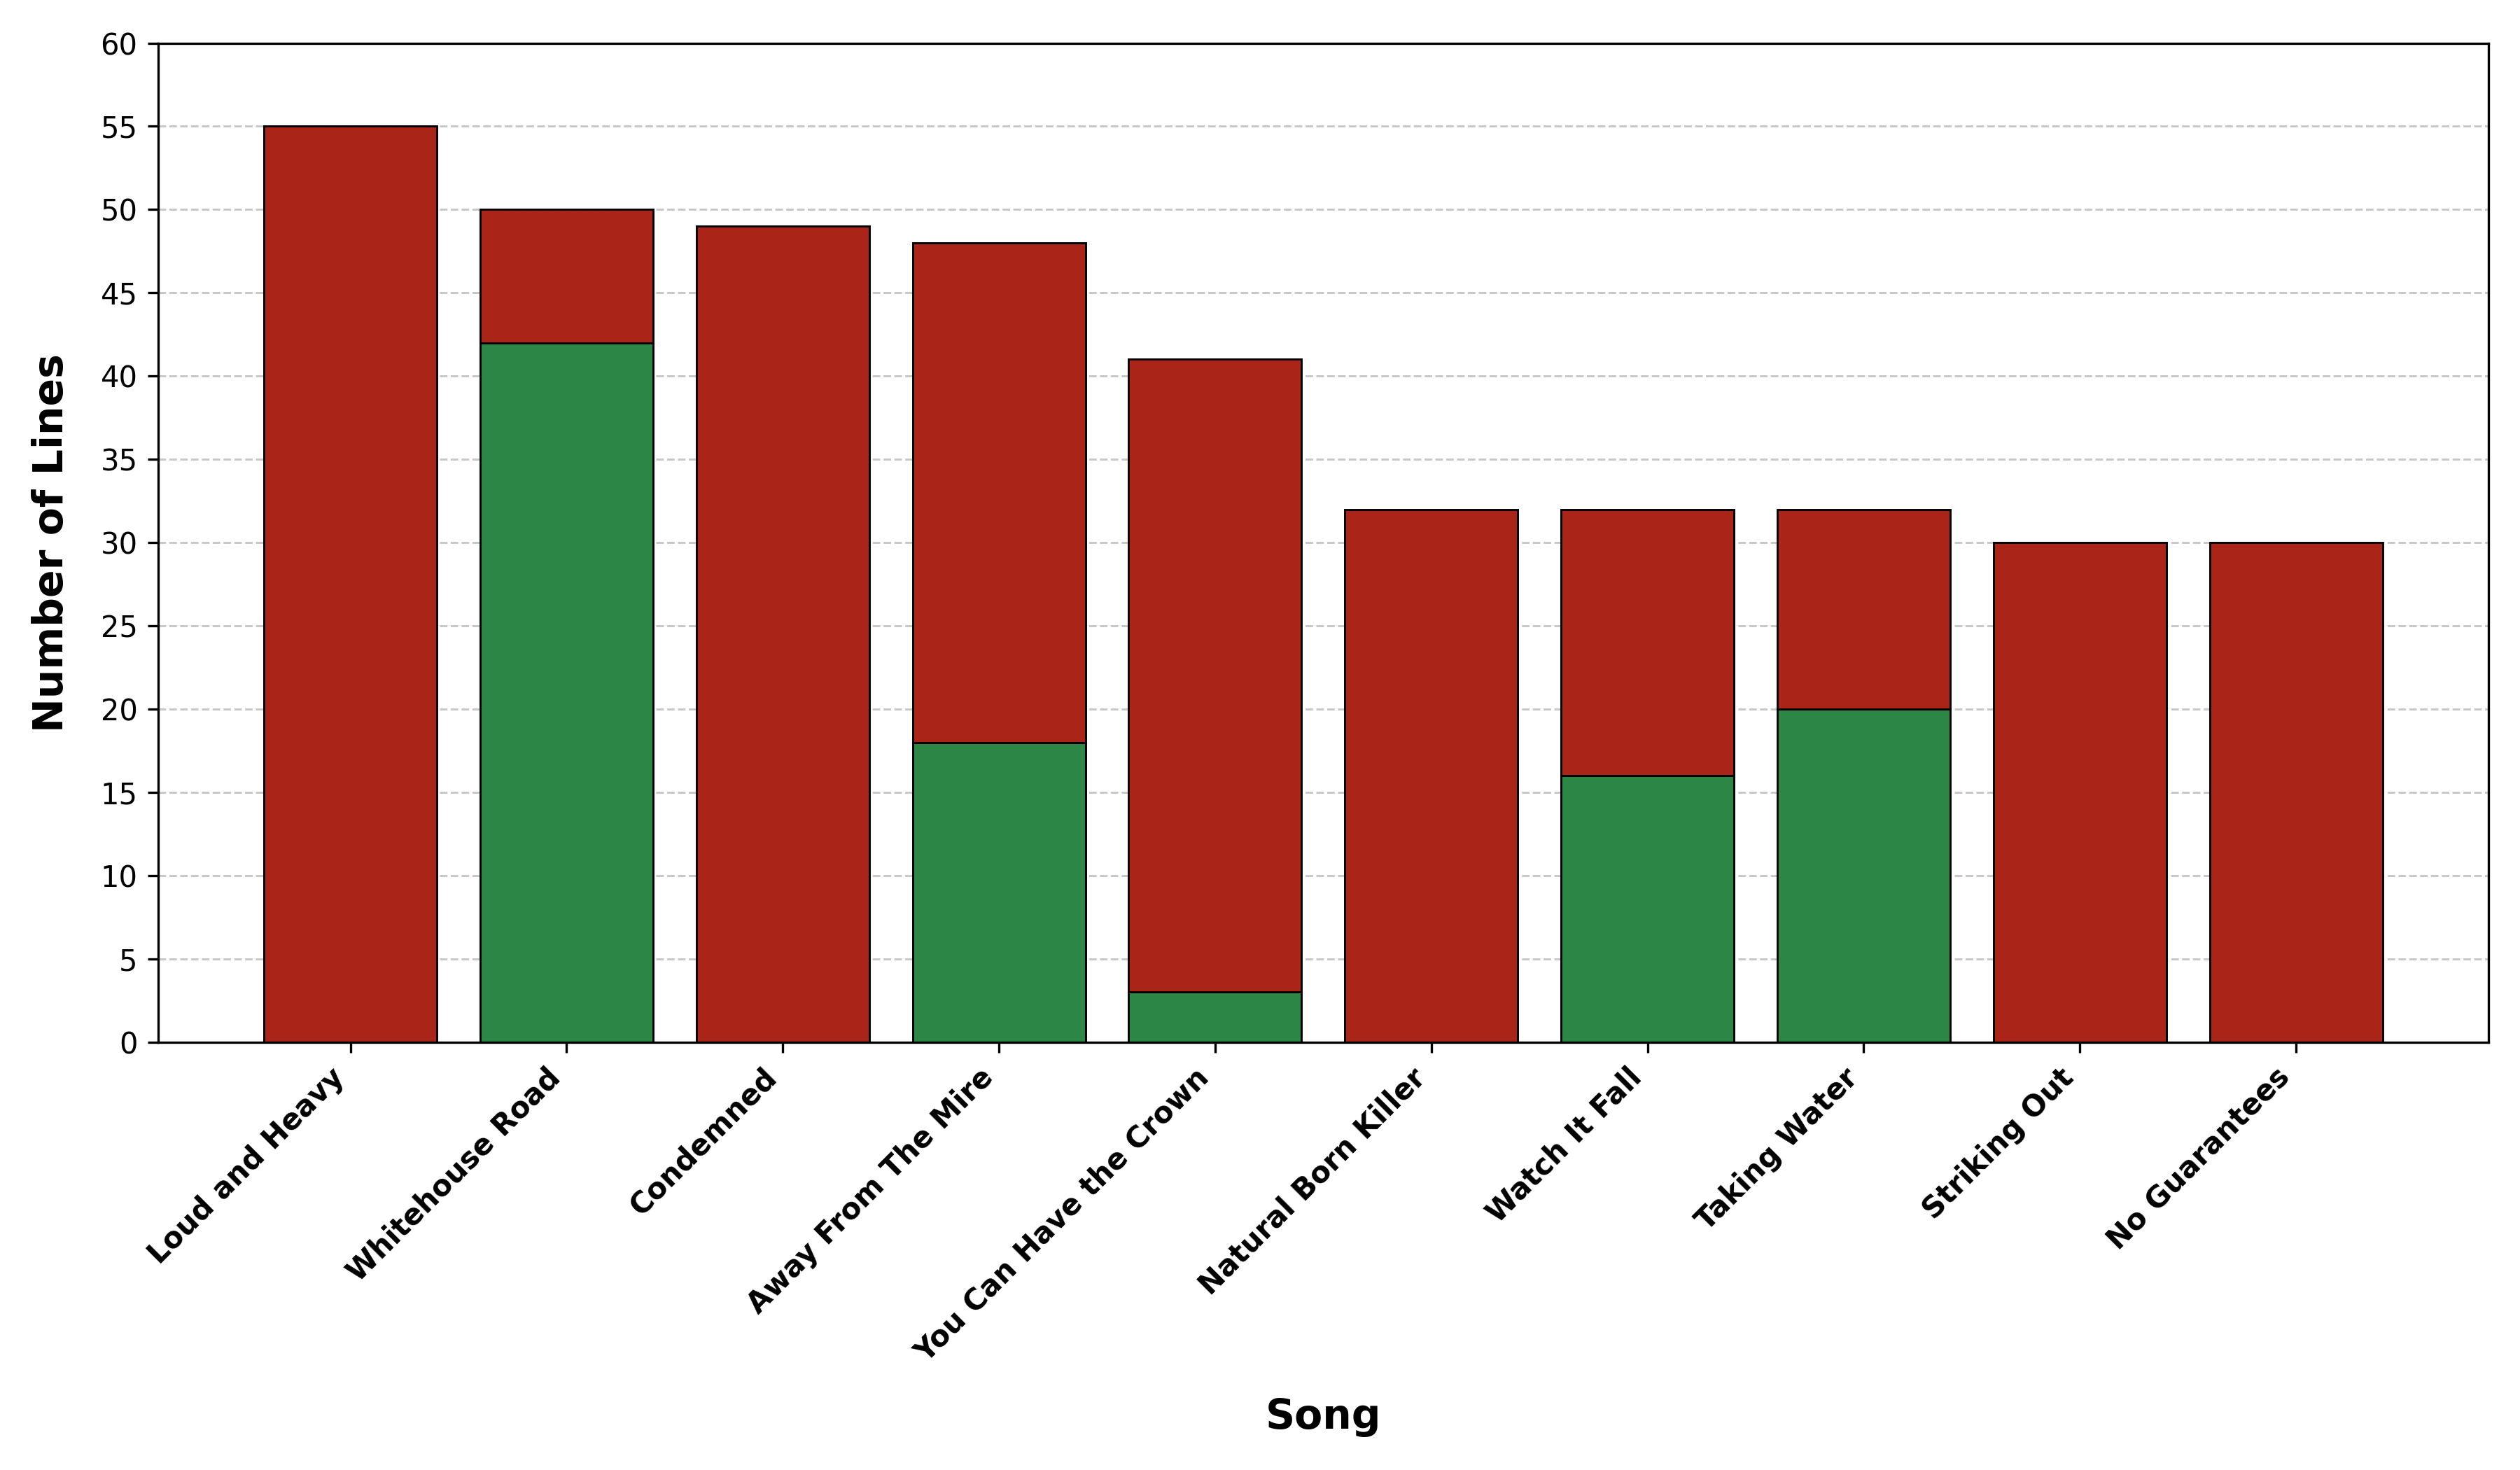 60
55
50
45
40
35
30
25
20
15
10
5
0
Number of Lines
Loud and Heavy
Whitehouse Road
Condemned
Away From The Mire
You Can Have the Crown
Natural Born Killer
Watch It Fall
Taking Water
Striking Out
No Guarantees
Song